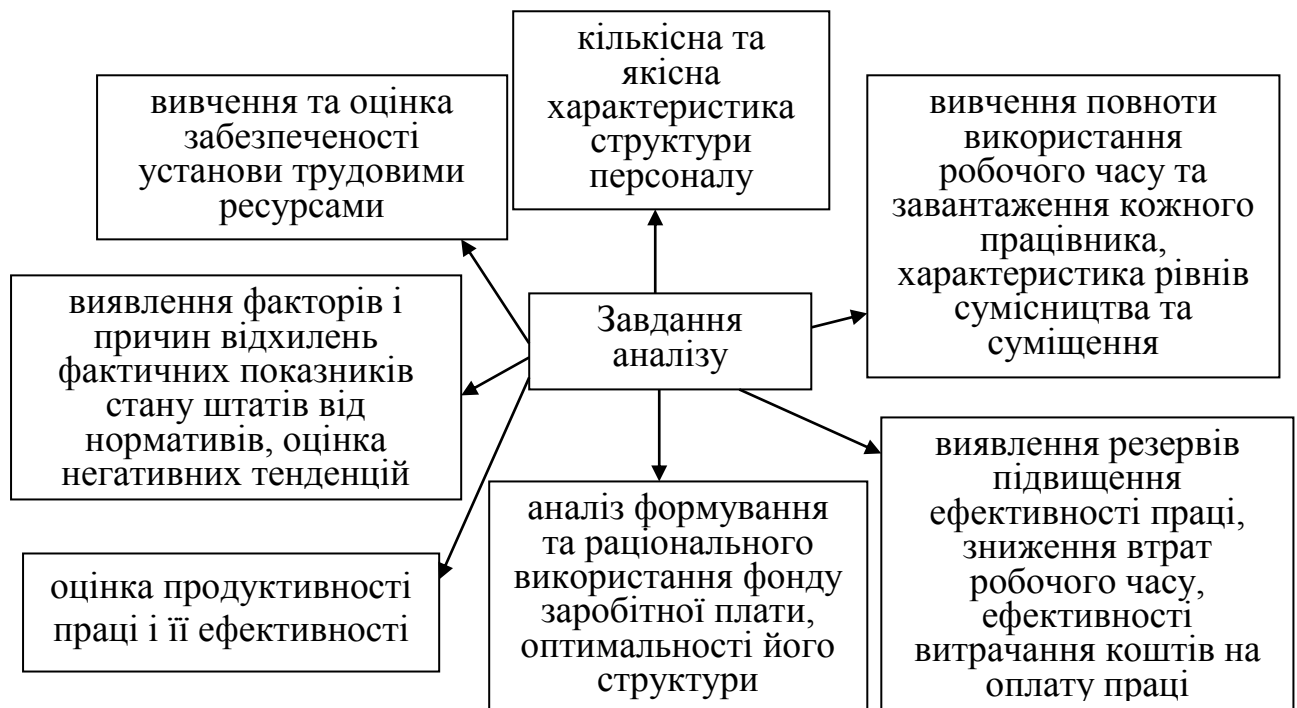 кількісна та
якісна
характеристика
структури
персоналу
вивчення та оцінка
забезпеченості
установи трудовими
ресурсами
вивчення повноти
використання
робочого часу та
завантаження кожного
працівника,
характеристика рівнів
сумісництва та
суміщення
виявлення факторів і
причин відхилень
фактичних показників
стану штатів від
нормативів, оцінка
негативних тенденцій
Завдання
аналізу
оцінка продуктивності
праці і її ефективності
аналіз формування
та раціонального
використання фонду
заробітної плати,
оптимальності його
структури
виявлення резервів
підвищення
ефективності праці,
зниження втрат
робочого часу,
ефективності
витрачання коштів на
оплату праці